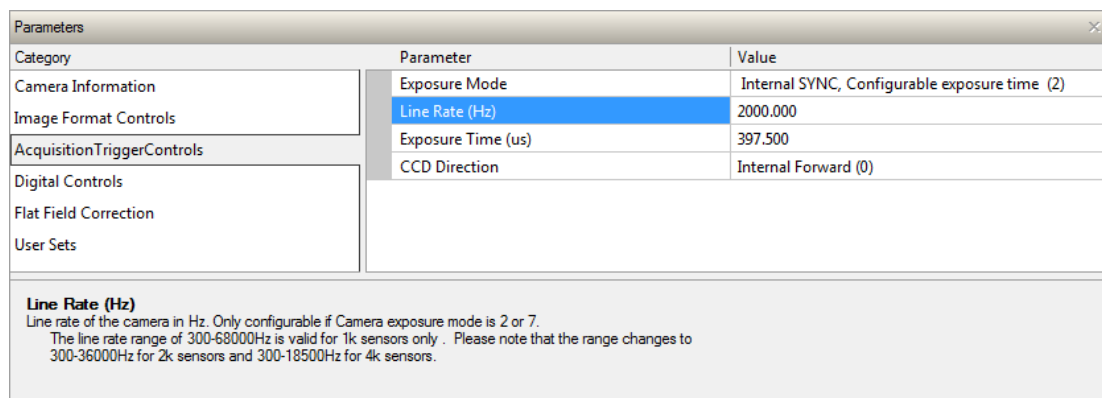 Parameters
Category Parameter Value
Camera Information
Image Format Controls
AcquisitionTriggerControls
Digital Controls
Flat Field Correction
User Sets
Exposure Mode Internal SYNC, Configurable exposure time (2)
Line Rate (Hz) 2000.000
Exposure Time (us) 397.500
CCD Direction Internal Forward (0)
Line Rate (Hz)
Line rate of the camera in Hz. Only configurable if Camera exposure mode is 2 or 7.
The line rate range of 300-68000Hz is valid for 1k sensors only . Please note that the range changes to
300-36000Hz for 2k sensors and 300-18500Hz for 4k sensors.